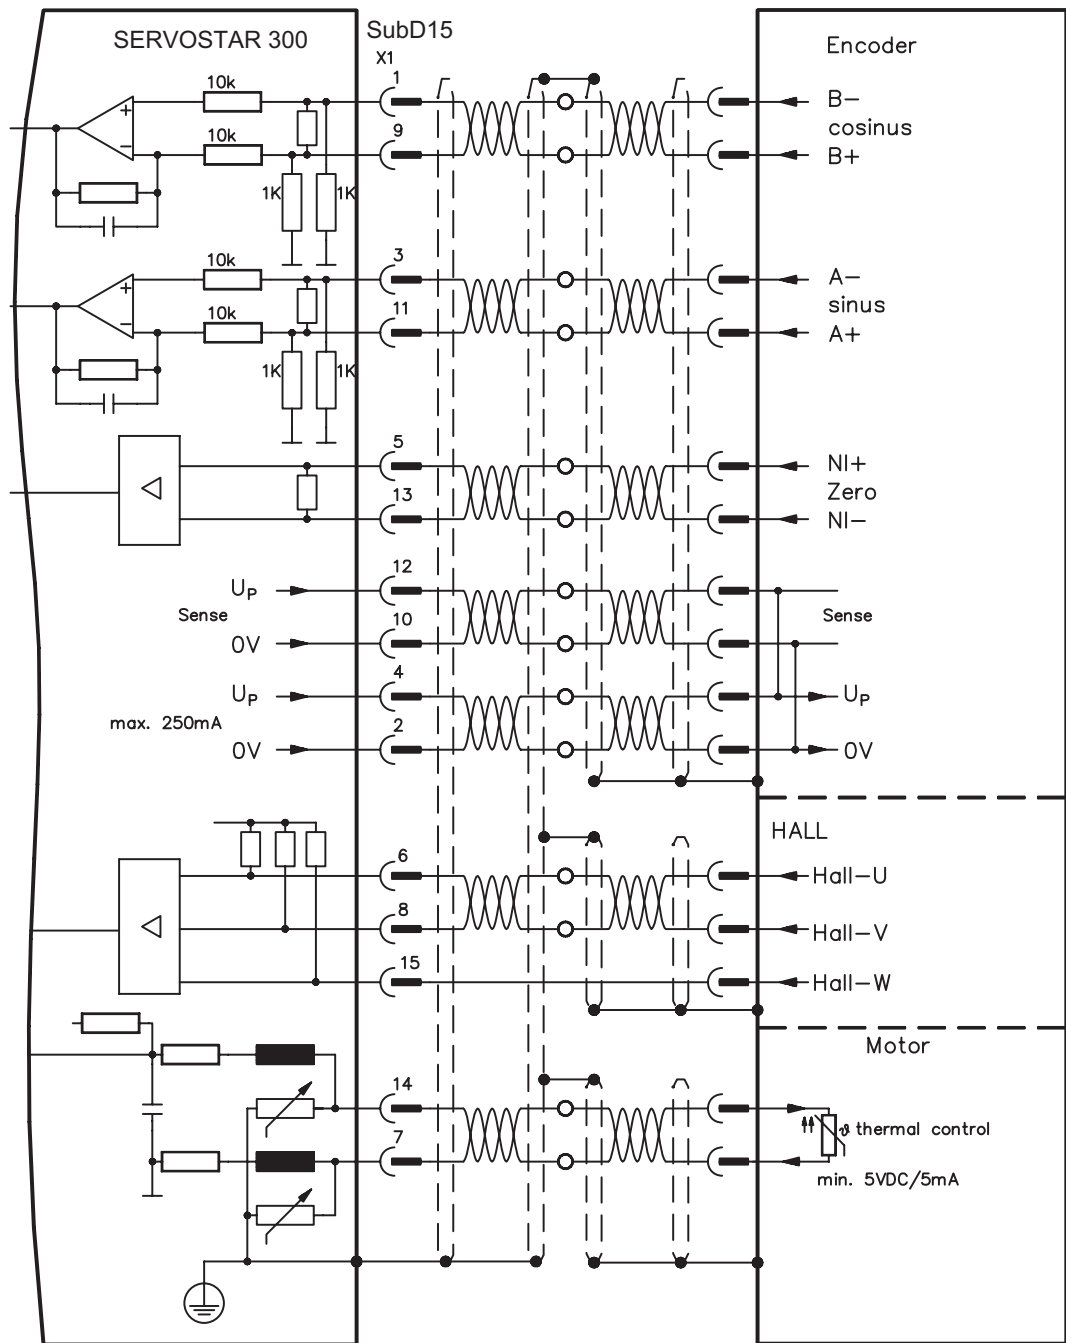 SERVOSTAR 300
SubD15
X1
Encoder
10k
1
B-
cosinus
10k
9
B+
1K
1K
10k
3
A-
sinus
10k
11
A+
1K
1K
5
NI+
Zero
13
NI-
UP
12
Sense
Sense
0V
10
UP
4
UP
max. 250mA
0V
2
0V
HALL
6
Hall-U
8
Hall-V
15
Hall-W
Motor
14
ϑ thermal control
7
min. 5VDC/5mA